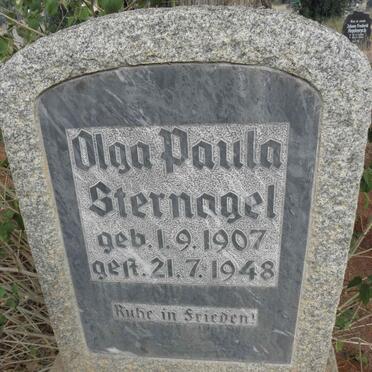 Olga Paula
Sternagel
geb. 1.9.1907
gest. 21.7.1948
Ruhe in Frieden!